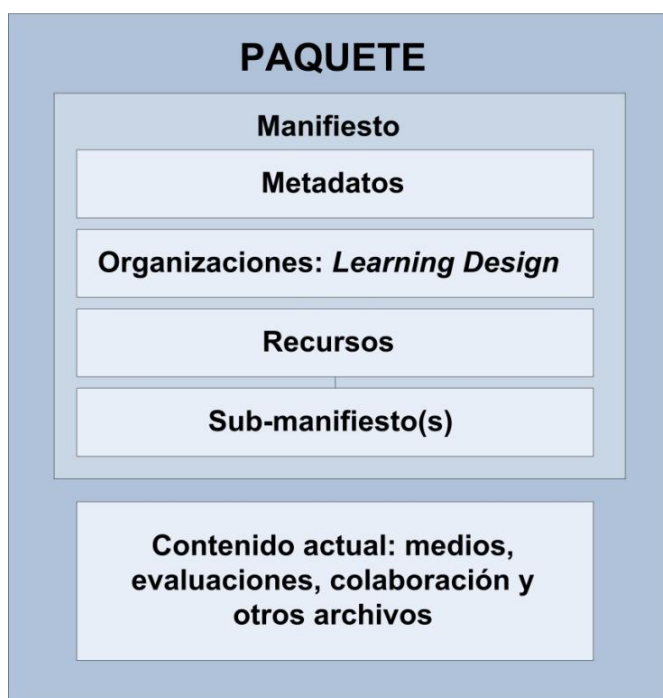 PAQUETE
Manifiesto
Metadatos
Organizaciones: Learning Design
Recursos
Sub-manifiesto(s)
Contenido actual: medios,
evaluaciones, colaboración y
otros archivos